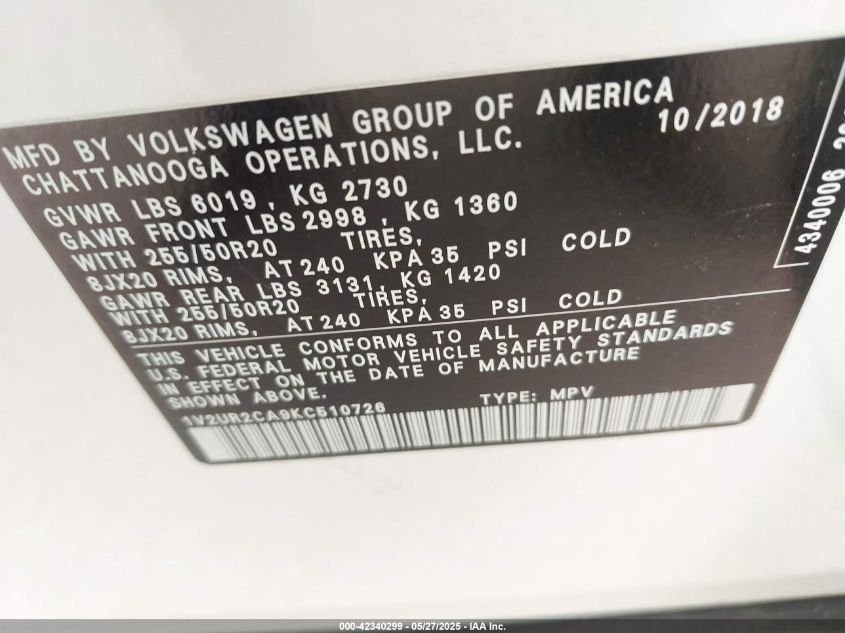 MFD BY VOLKSWAGEN GROUP OF AMERICA
CHATTANOOGA OPERATIONS, LLC. 10/2018
GVWR LBS 6019 , KG 2730
GAWR FRONT LBS 2998 , KG 1360
WITH 255/50R20 TIRES,
8JX20 RIMS, AT 240 KPA 35 PSI COLD
GAWR REAR LBS 3131, KG 1420
WITH 255/50R20 TIRES,
8JX20 RIMS, AT 240 KPA 35 PSI COLD
THIS VEHICLE CONFORMS TO ALL APPLICABLE
U.S. FEDERAL MOTOR VEHICLE SAFETY STANDARDS
IN EFFECT ON THE DATE OF MANUFACTURE
SHOWN ABOVE.
1V2UR2CA9KC510726 TYPE: MPV
4340006
000-42340299 - 05/27/2025 - IAA Inc.